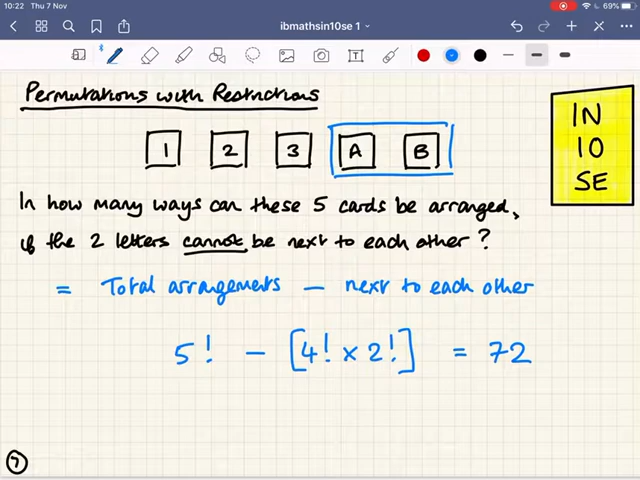 10:22 Thu 7 Nov
69%
ibmathsin10se 1
Permutations with Restrictions
1 2 3 A B
IN
10
SE
In how many ways can these 5 cards be arranged,
if the 2 letters cannot be next to each other?
= Total arrangements — next to each other
5! — [4! × 2!] = 72
7